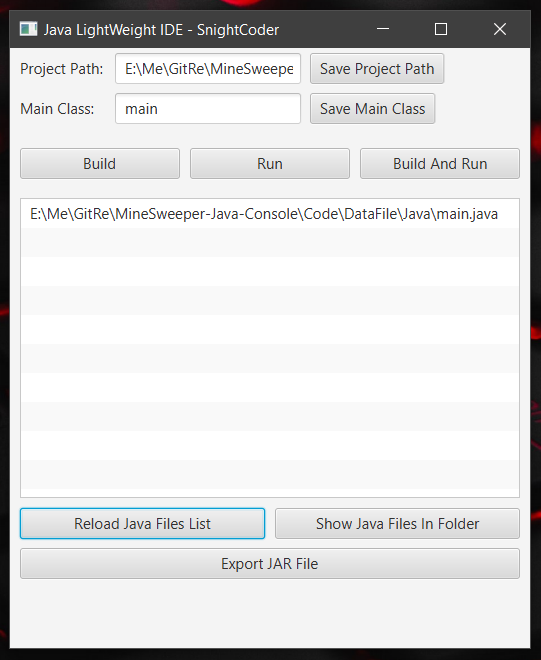 Java LightWeight IDE - SnightCoder
Project Path: E:\Me\GitRe\MineSweepe Save Project Path
Main Class: main Save Main Class
Build Run Build And Run
E:\Me\GitRe\MineSweeper-Java-Console\Code\DataFile\Java\main.java
Reload Java Files List Show Java Files In Folder
Export JAR File